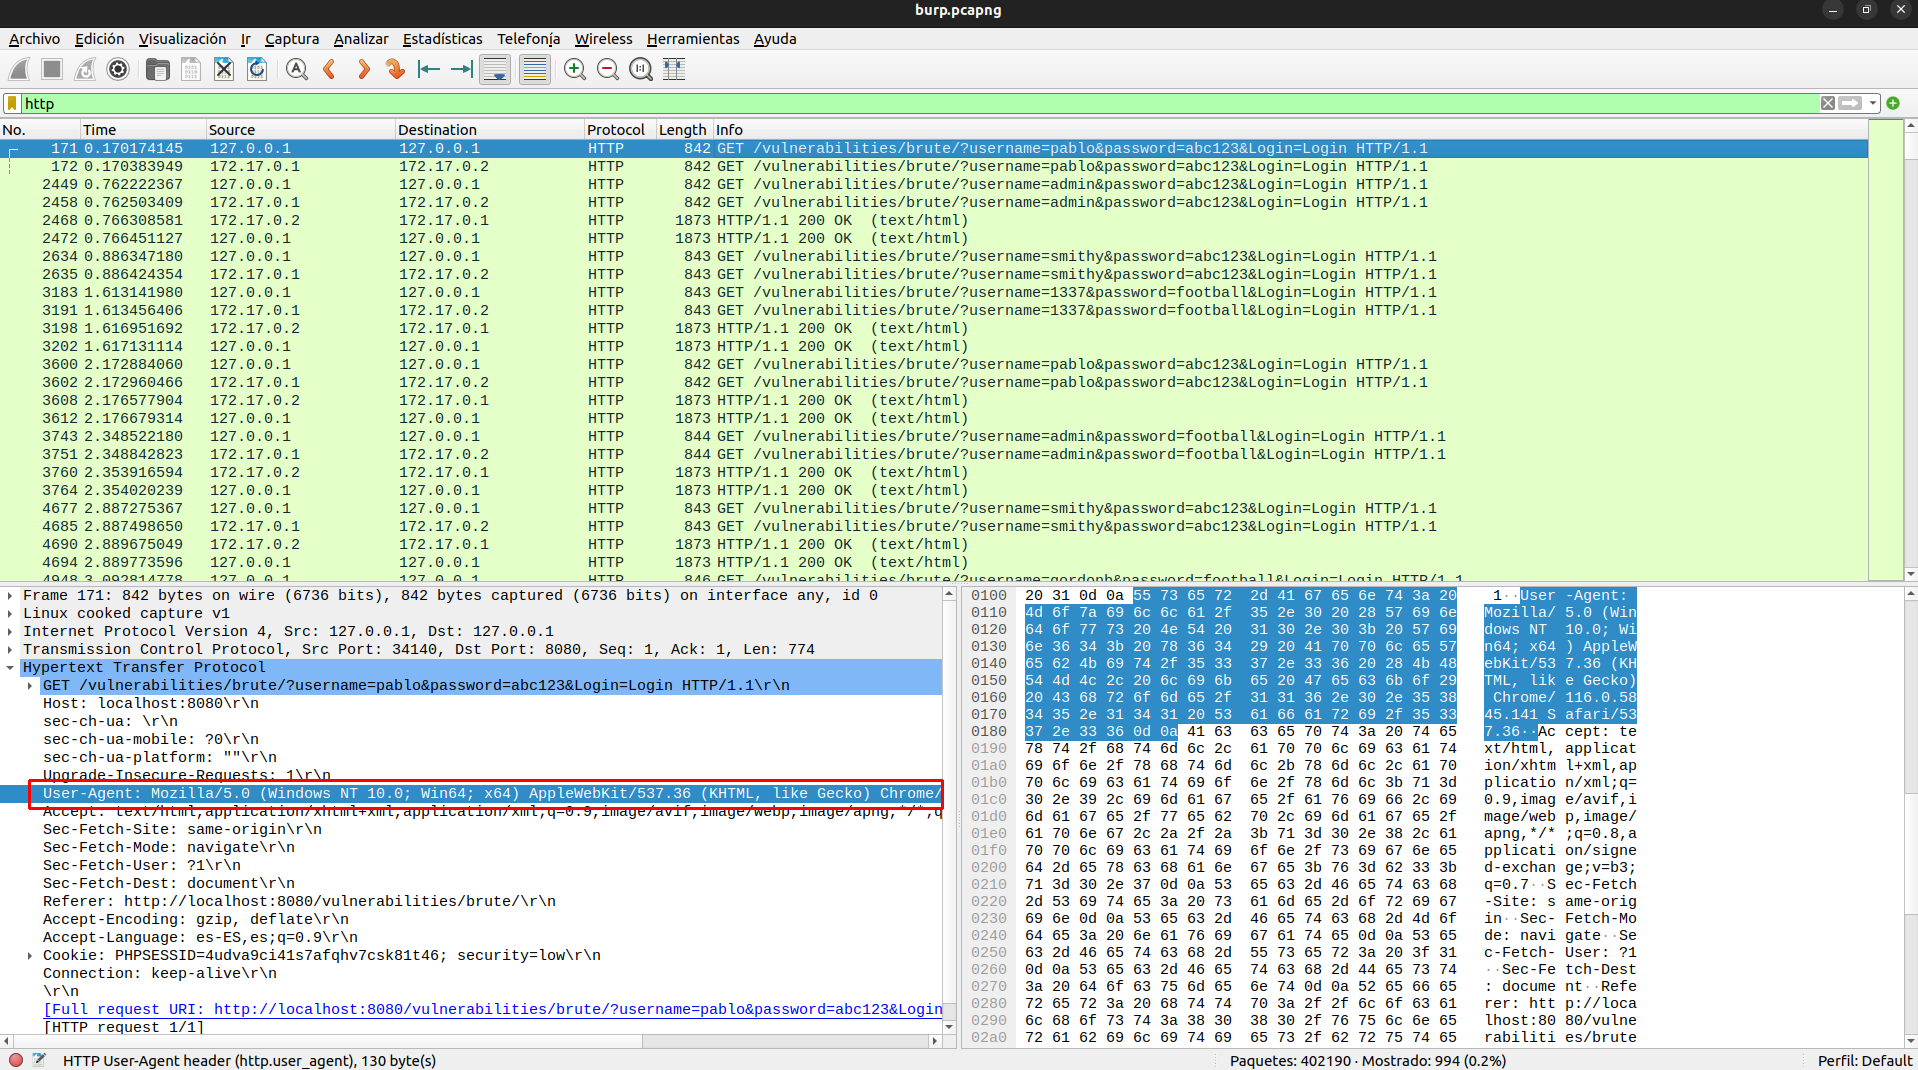 burp.pcapng
Archivo Edición Visualización Ir Captura Analizar Estadísticas Telefonía Wireless Herramientas Ayuda
http
No. Time Source Destination Protocol Length Info
171 0.170174145 127.0.0.1 127.0.0.1 HTTP 842 GET /vulnerabilities/brute/?username=pablo&password=abc123&Login=Login HTTP/1.1
172 0.170383949 172.17.0.1 172.17.0.2 HTTP 842 GET /vulnerabilities/brute/?username=pablo&password=abc123&Login=Login HTTP/1.1
2449 0.762222367 127.0.0.1 127.0.0.1 HTTP 842 GET /vulnerabilities/brute/?username=admin&password=abc123&Login=Login HTTP/1.1
2458 0.762503409 172.17.0.1 172.17.0.2 HTTP 842 GET /vulnerabilities/brute/?username=admin&password=abc123&Login=Login HTTP/1.1
2468 0.766308581 172.17.0.2 172.17.0.1 HTTP 1873 HTTP/1.1 200 OK (text/html)
2472 0.766451127 127.0.0.1 127.0.0.1 HTTP 1873 HTTP/1.1 200 OK (text/html)
2634 0.886347180 127.0.0.1 127.0.0.1 HTTP 843 GET /vulnerabilities/brute/?username=smithy&password=abc123&Login=Login HTTP/1.1
2635 0.886424354 172.17.0.1 172.17.0.2 HTTP 843 GET /vulnerabilities/brute/?username=smithy&password=abc123&Login=Login HTTP/1.1
3183 1.613141980 127.0.0.1 127.0.0.1 HTTP 843 GET /vulnerabilities/brute/?username=1337&password=football&Login=Login HTTP/1.1
3191 1.613456406 172.17.0.1 172.17.0.2 HTTP 843 GET /vulnerabilities/brute/?username=1337&password=football&Login=Login HTTP/1.1
3198 1.616951692 172.17.0.2 172.17.0.1 HTTP 1873 HTTP/1.1 200 OK (text/html)
3202 1.617131114 127.0.0.1 127.0.0.1 HTTP 1873 HTTP/1.1 200 OK (text/html)
3600 2.172884060 127.0.0.1 127.0.0.1 HTTP 842 GET /vulnerabilities/brute/?username=pablo&password=abc123&Login=Login HTTP/1.1
3602 2.172960466 172.17.0.1 172.17.0.2 HTTP 842 GET /vulnerabilities/brute/?username=pablo&password=abc123&Login=Login HTTP/1.1
3608 2.176577904 172.17.0.2 172.17.0.1 HTTP 1873 HTTP/1.1 200 OK (text/html)
3612 2.176679314 127.0.0.1 127.0.0.1 HTTP 1873 HTTP/1.1 200 OK (text/html)
3743 2.348522180 127.0.0.1 127.0.0.1 HTTP 844 GET /vulnerabilities/brute/?username=admin&password=football&Login=Login HTTP/1.1
3751 2.348842823 172.17.0.1 172.17.0.2 HTTP 844 GET /vulnerabilities/brute/?username=admin&password=football&Login=Login HTTP/1.1
3760 2.353916594 172.17.0.2 172.17.0.1 HTTP 1873 HTTP/1.1 200 OK (text/html)
3764 2.354020239 127.0.0.1 127.0.0.1 HTTP 1873 HTTP/1.1 200 OK (text/html)
4677 2.887275367 127.0.0.1 127.0.0.1 HTTP 843 GET /vulnerabilities/brute/?username=smithy&password=abc123&Login=Login HTTP/1.1
4685 2.887498650 172.17.0.1 172.17.0.2 HTTP 843 GET /vulnerabilities/brute/?username=smithy&password=abc123&Login=Login HTTP/1.1
4690 2.889675049 172.17.0.2 172.17.0.1 HTTP 1873 HTTP/1.1 200 OK (text/html)
4694 2.889773596 127.0.0.1 127.0.0.1 HTTP 1873 HTTP/1.1 200 OK (text/html)
4948 3.092814778 127.0.0.1 127.0.0.1 HTTP 846 GET /vulnerabilities/brute/?username=gordonb&password=football&Login=Login HTTP/1.1
Frame 171: 842 bytes on wire (6736 bits), 842 bytes captured (6736 bits) on interface any, id 0
Linux cooked capture v1
Internet Protocol Version 4, Src: 127.0.0.1, Dst: 127.0.0.1
Transmission Control Protocol, Src Port: 34140, Dst Port: 8080, Seq: 1, Ack: 1, Len: 774
Hypertext Transfer Protocol
GET /vulnerabilities/brute/?username=pablo&password=abc123&Login=Login HTTP/1.1\r\n
Host: localhost:8080\r\n
sec-ch-ua: \r\n
sec-ch-ua-mobile: ?0\r\n
sec-ch-ua-platform: ""\r\n
Upgrade-Insecure-Requests: 1\r\n
User-Agent: Mozilla/5.0 (Windows NT 10.0; Win64; x64) AppleWebKit/537.36 (KHTML, like Gecko) Chrome/
Accept: text/html,application/xhtml+xml,application/xml;q=0.9,image/avif,image/webp,image/apng,*/*;q
Sec-Fetch-Site: same-origin\r\n
Sec-Fetch-Mode: navigate\r\n
Sec-Fetch-User: ?1\r\n
Sec-Fetch-Dest: document\r\n
Referer: http://localhost:8080/vulnerabilities/brute/\r\n
Accept-Encoding: gzip, deflate\r\n
Accept-Language: es-ES,es;q=0.9\r\n
Cookie: PHPSESSID=4udva9ci41s7afqhv7csk81t46; security=low\r\n
Connection: keep-alive\r\n
\r\n
[Full request URI: http://localhost:8080/vulnerabilities/brute/?username=pablo&password=abc123&Login
[HTTP request 1/1]
0100 20 31 0d 0a 55 73 65 72 2d 41 67 65 6e 74 3a 20 1··User -Agent:
0110 4d 6f 7a 69 6c 6c 61 2f 35 2e 30 20 28 57 69 6e Mozilla/ 5.0 (Win
0120 64 6f 77 73 20 4e 54 20 31 30 2e 30 3b 20 57 69 dows NT 10.0; Wi
0130 6e 36 34 3b 20 78 36 34 29 20 41 70 70 6c 65 57 n64; x64 ) AppleW
0140 65 62 4b 69 74 2f 35 33 37 2e 33 36 20 28 4b 48 ebKit/53 7.36 (KH
0150 54 4d 4c 2c 20 6c 69 6b 65 20 47 65 63 6b 6f 29 TML, lik e Gecko)
0160 20 43 68 72 6f 6d 65 2f 31 31 36 2e 30 2e 35 38 Chrome/ 116.0.58
0170 34 35 2e 31 34 31 20 53 61 66 61 72 69 2f 35 33 45.141 S afari/53
0180 37 2e 33 36 0d 0a 41 63 63 65 70 74 3a 20 74 65 7.36··Ac cept: te
0190 78 74 2f 68 74 6d 6c 2c 61 70 70 6c 69 63 61 74 xt/html, applicat
01a0 69 6f 6e 2f 78 68 74 6d 6c 2b 78 6d 6c 2c 61 70 ion/xhtm l+xml,ap
01b0 70 6c 69 63 61 74 69 6f 6e 2f 78 6d 6c 3b 71 3d plicatio n/xml;q=
01c0 30 2e 39 2c 69 6d 61 67 65 2f 61 76 69 66 2c 69 0.9,imag e/avif,i
01d0 6d 61 67 65 2f 77 65 62 70 2c 69 6d 61 67 65 2f mage/web p,image/
01e0 61 70 6e 67 2c 2a 2f 2a 3b 71 3d 30 2e 38 2c 61 apng,*/* ;q=0.8,a
01f0 70 70 6c 69 63 61 74 69 6f 6e 2f 73 69 67 6e 65 pplicati on/signe
0200 64 2d 65 78 63 68 61 6e 67 65 3b 76 3d 62 33 3b d-exchan ge;v=b3;
0210 71 3d 30 2e 37 0d 0a 53 65 63 2d 46 65 74 63 68 q=0.7··S ec-Fetch
0220 2d 53 69 74 65 3a 20 73 61 6d 65 2d 6f 72 69 67 -Site: s ame-orig
0230 69 6e 0d 0a 53 65 63 2d 46 65 74 63 68 2d 4d 6f in··Sec- Fetch-Mo
0240 64 65 3a 20 6e 61 76 69 67 61 74 65 0d 0a 53 65 de: navi gate··Se
0250 63 2d 46 65 74 63 68 2d 55 73 65 72 3a 20 3f 31 c-Fetch- User: ?1
0260 0d 0a 53 65 63 2d 46 65 74 63 68 2d 44 65 73 74 ··Sec-Fe tch-Dest
0270 3a 20 64 6f 63 75 6d 65 6e 74 0d 0a 52 65 66 65 : docume nt··Refe
0280 72 65 72 3a 20 68 74 74 70 3a 2f 2f 6c 6f 63 61 rer: htt p://loca
0290 6c 68 6f 73 74 3a 38 30 38 30 2f 76 75 6c 6e 65 lhost:80 80/vulne
02a0 72 61 62 69 6c 69 74 69 65 73 2f 62 72 75 74 65 rabiliti es/brute
HTTP User-Agent header (http.user_agent), 130 byte(s) Paquetes: 402190 · Mostrado: 994 (0.2%) Perfil: Default